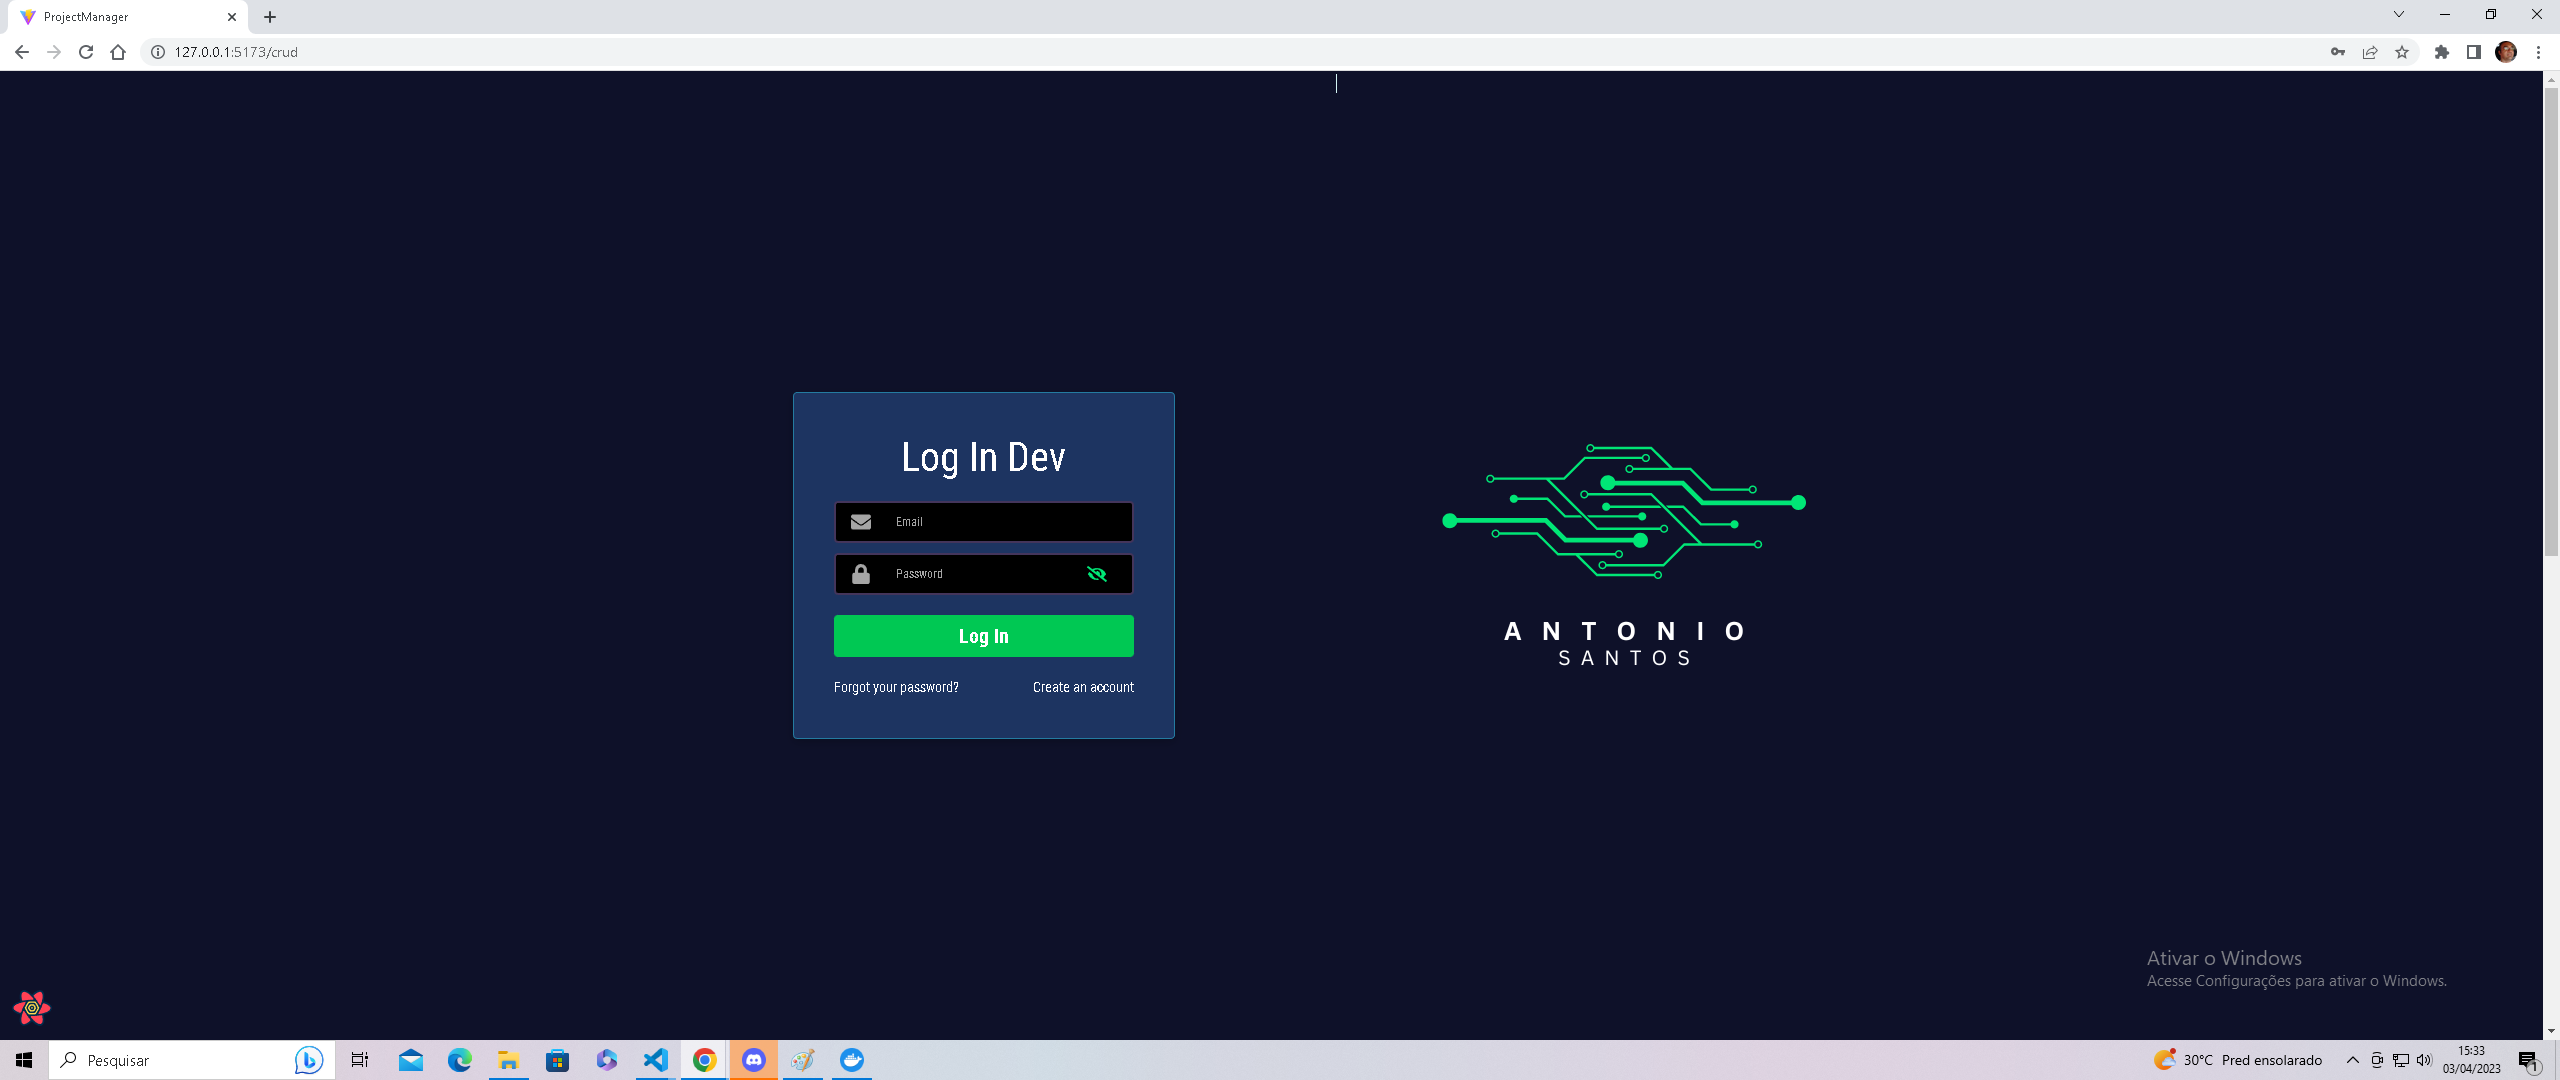 ProjectManager
127.0.0.1:5173/crud
Log In Dev
Email
Password
Log In
Forgot your password? Create an account
ANTONIO
SANTOS
Ativar o Windows
Acesse Configurações para ativar o Windows.
Pesquisar
30°C Pred ensolarado
15:33
03/04/2023
1